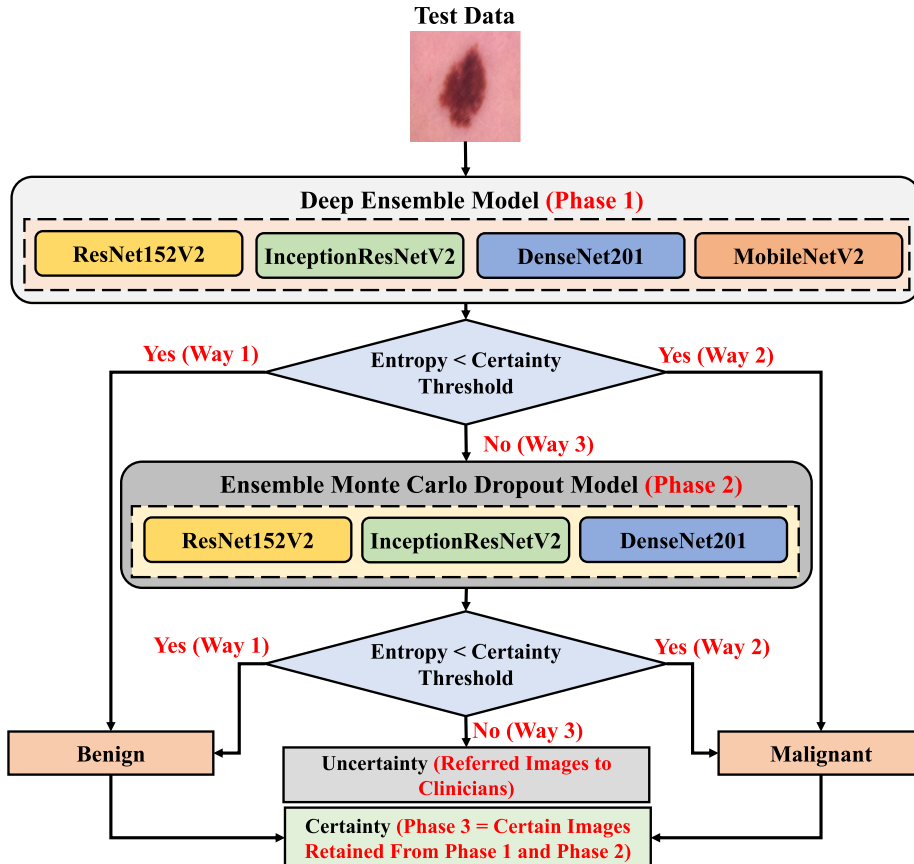 Test Data
Deep Ensemble Model (Phase 1)
ResNet152V2
InceptionResNetV2
DenseNet201
MobileNetV2
Yes (Way 1)
Entropy < Certainty
Threshold
Yes (Way 2)
No (Way 3)
Ensemble Monte Carlo Dropout Model (Phase 2)
ResNet152V2
InceptionResNetV2
DenseNet201
Yes (Way 1)
Entropy < Certainty
Threshold
Yes (Way 2)
No (Way 3)
Benign
Malignant
Uncertainty (Referred Images to
Clinicians)
Certainty (Phase 3 = Certain Images
Retained From Phase 1 and Phase 2)